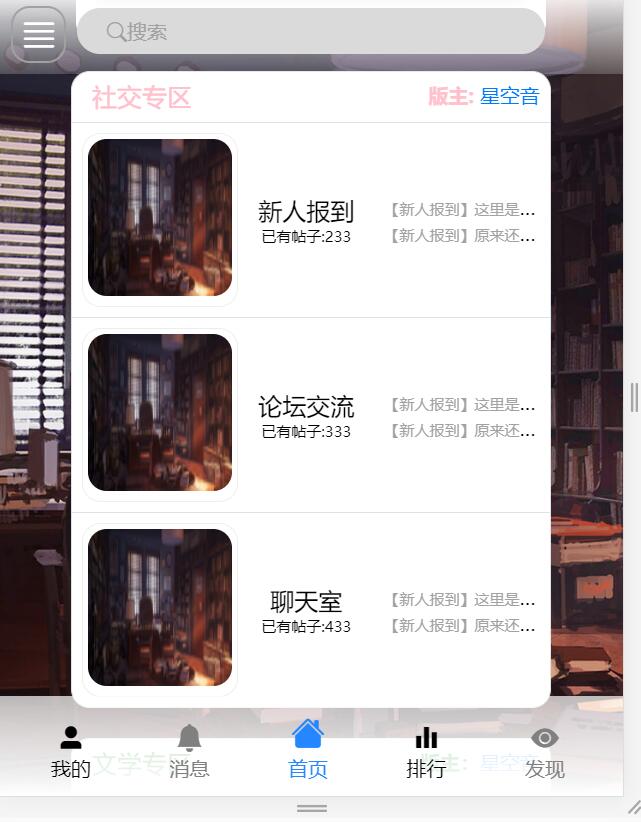 搜索
社交专区 版主: 星空音
新人报到
已有帖子:233
【新人报到】这里是...
【新人报到】原来还...
论坛交流
已有帖子:333
【新人报到】这里是...
【新人报到】原来还...
聊天室
已有帖子:433
【新人报到】这里是...
【新人报到】原来还...
文学专区 版主: 星空音
我的 消息 首页 排行 发现